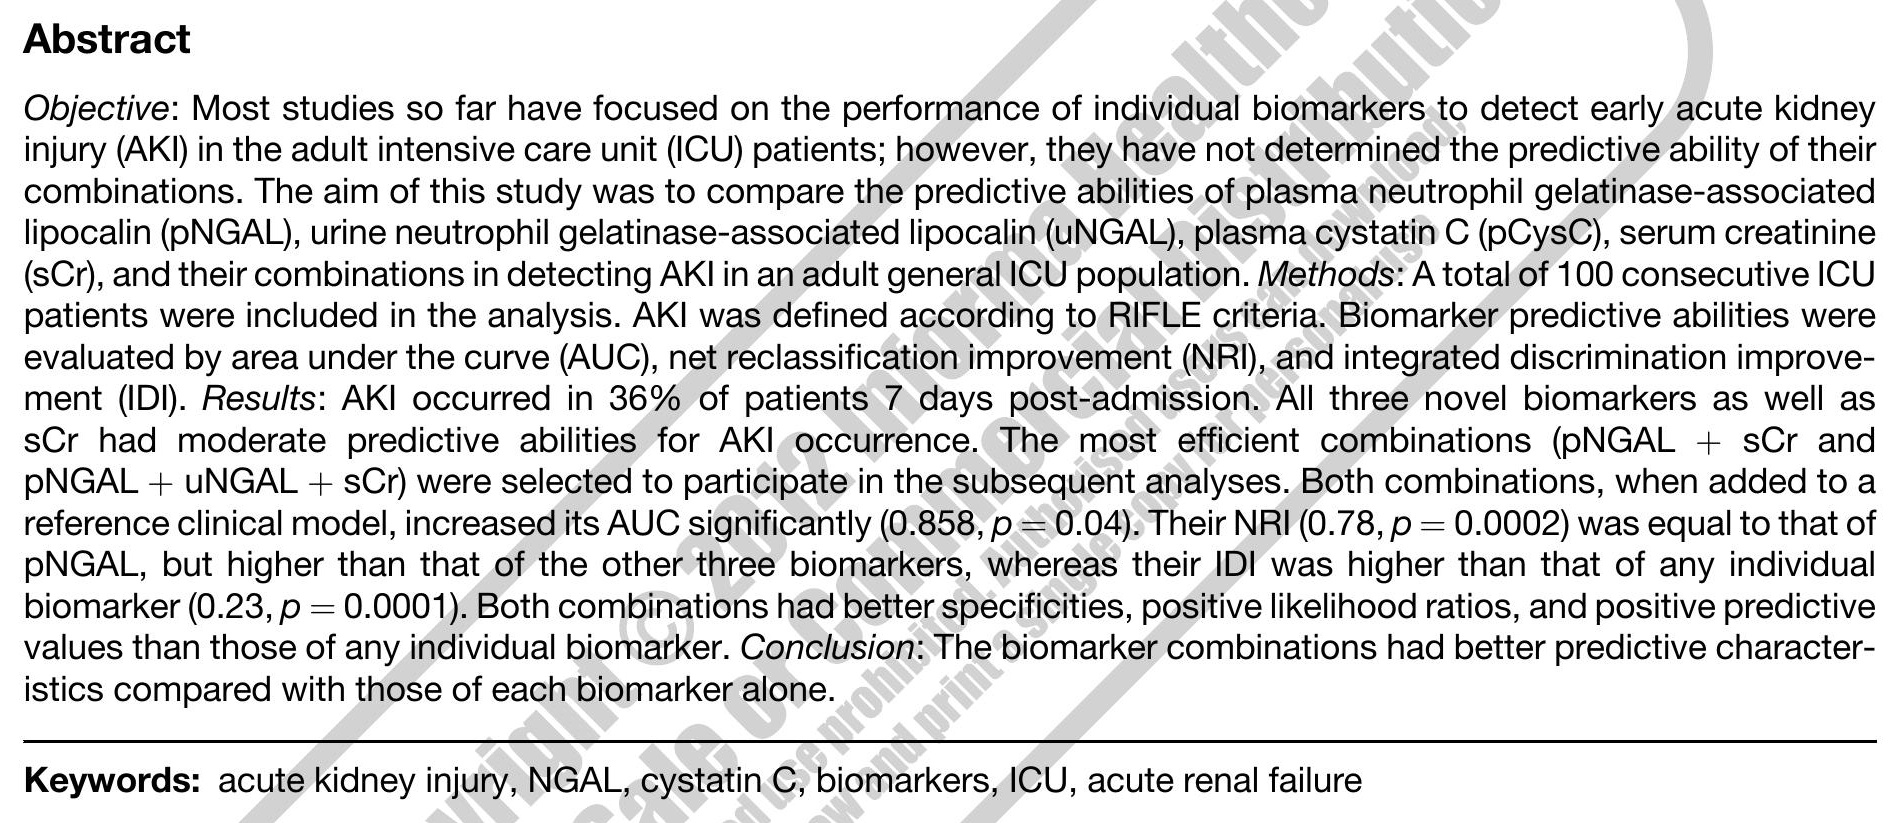 Abstract
Objective: Most studies so far have focused on the performance of individual biomarkers to detect early acute kidney
injury (AKI) in the adult intensive care unit (ICU) patients; however, they have not determined the predictive ability of their
combinations. The aim of this study was to compare the predictive abilities of plasma neutrophil gelatinase-associated
lipocalin (pNGAL), urine neutrophil gelatinase-associated lipocalin (uNGAL), plasma cystatin C (pCysC), serum creatinine
(sCr), and their combinations in detecting AKI in an adult general ICU population. Methods: A total of 100 consecutive ICU
patients were included in the analysis. AKI was defined according to RIFLE criteria. Biomarker predictive abilities were
evaluated by area under the curve (AUC), net reclassification improvement (NRI), and integrated discrimination improve-
ment (IDI). Results: AKI occurred in 36% of patients 7 days post-admission. All three novel biomarkers as well as
sCr had moderate predictive abilities for AKI occurrence. The most efficient combinations (pNGAL + sCr and
pNGAL + uNGAL + sCr) were selected to participate in the subsequent analyses. Both combinations, when added to a
reference clinical model, increased its AUC significantly (0.858, p = 0.04). Their NRI (0.78, p = 0.0002) was equal to that of
pNGAL, but higher than that of the other three biomarkers, whereas their IDI was higher than that of any individual
biomarker (0.23, p = 0.0001). Both combinations had better specificities, positive likelihood ratios, and positive predictive
values than those of any individual biomarker. Conclusion: The biomarker combinations had better predictive character-
istics compared with those of each biomarker alone.
Keywords: acute kidney injury, NGAL, cystatin C, biomarkers, ICU, acute renal failure